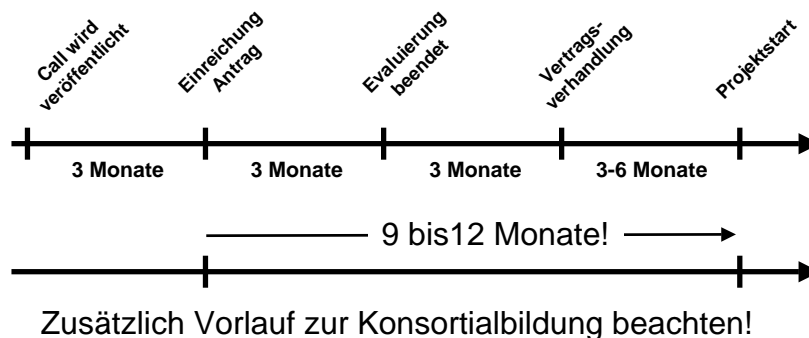 Call wird
veröffentlicht
Einreichung
Antrag
Evaluierung
beendet
Vertrags-
verhandlung
Projektstart
3 Monate
3 Monate
3 Monate
3-6 Monate
9 bis12 Monate!
Zusätzlich Vorlauf zur Konsortialbildung beachten!